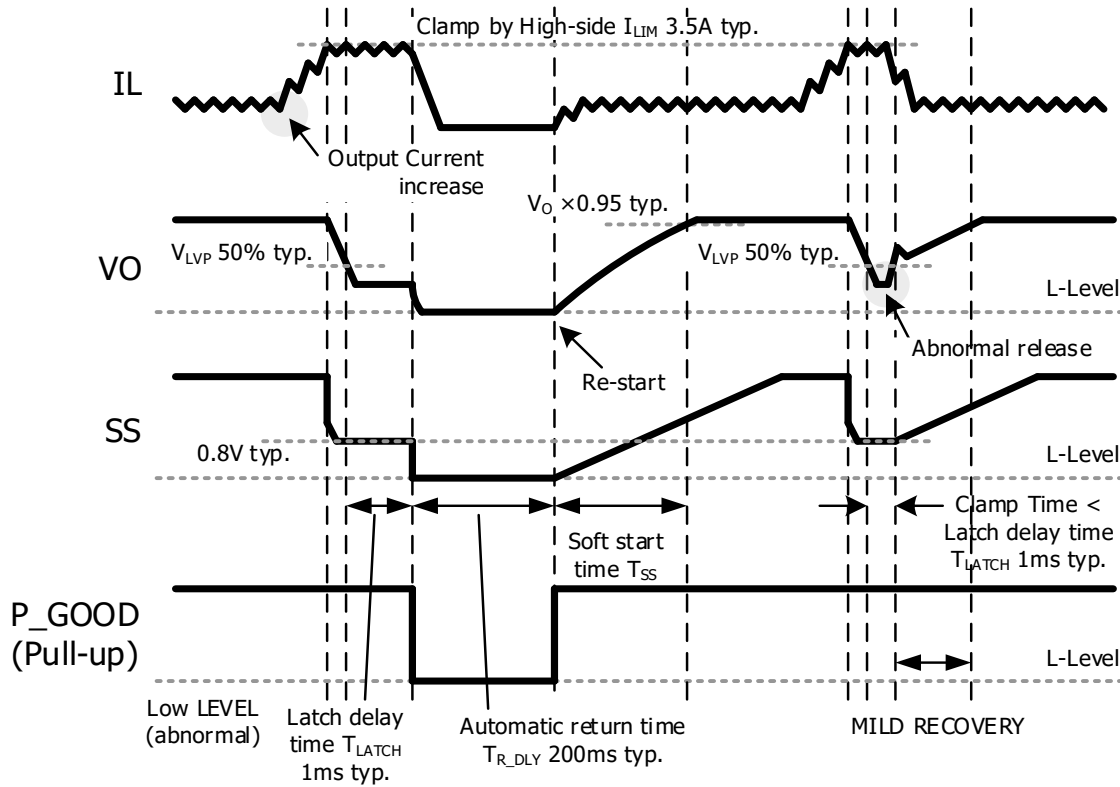 Clamp by High-side ILIM 3.5A typ.
IL
Output Current
increase
VO ×0.95 typ.
VLVP 50% typ.
VLVP 50% typ.
VO
L-Level
Re-start
Abnormal release
SS
0.8V typ.
L-Level
Soft start
time TSS
Clamp Time <
Latch delay time
TLATCH 1ms typ.
P_GOOD
(Pull-up)
L-Level
Low LEVEL
(abnormal)
Latch delay
time TLATCH
1ms typ.
Automatic return time
TR_DLY 200ms typ.
MILD RECOVERY